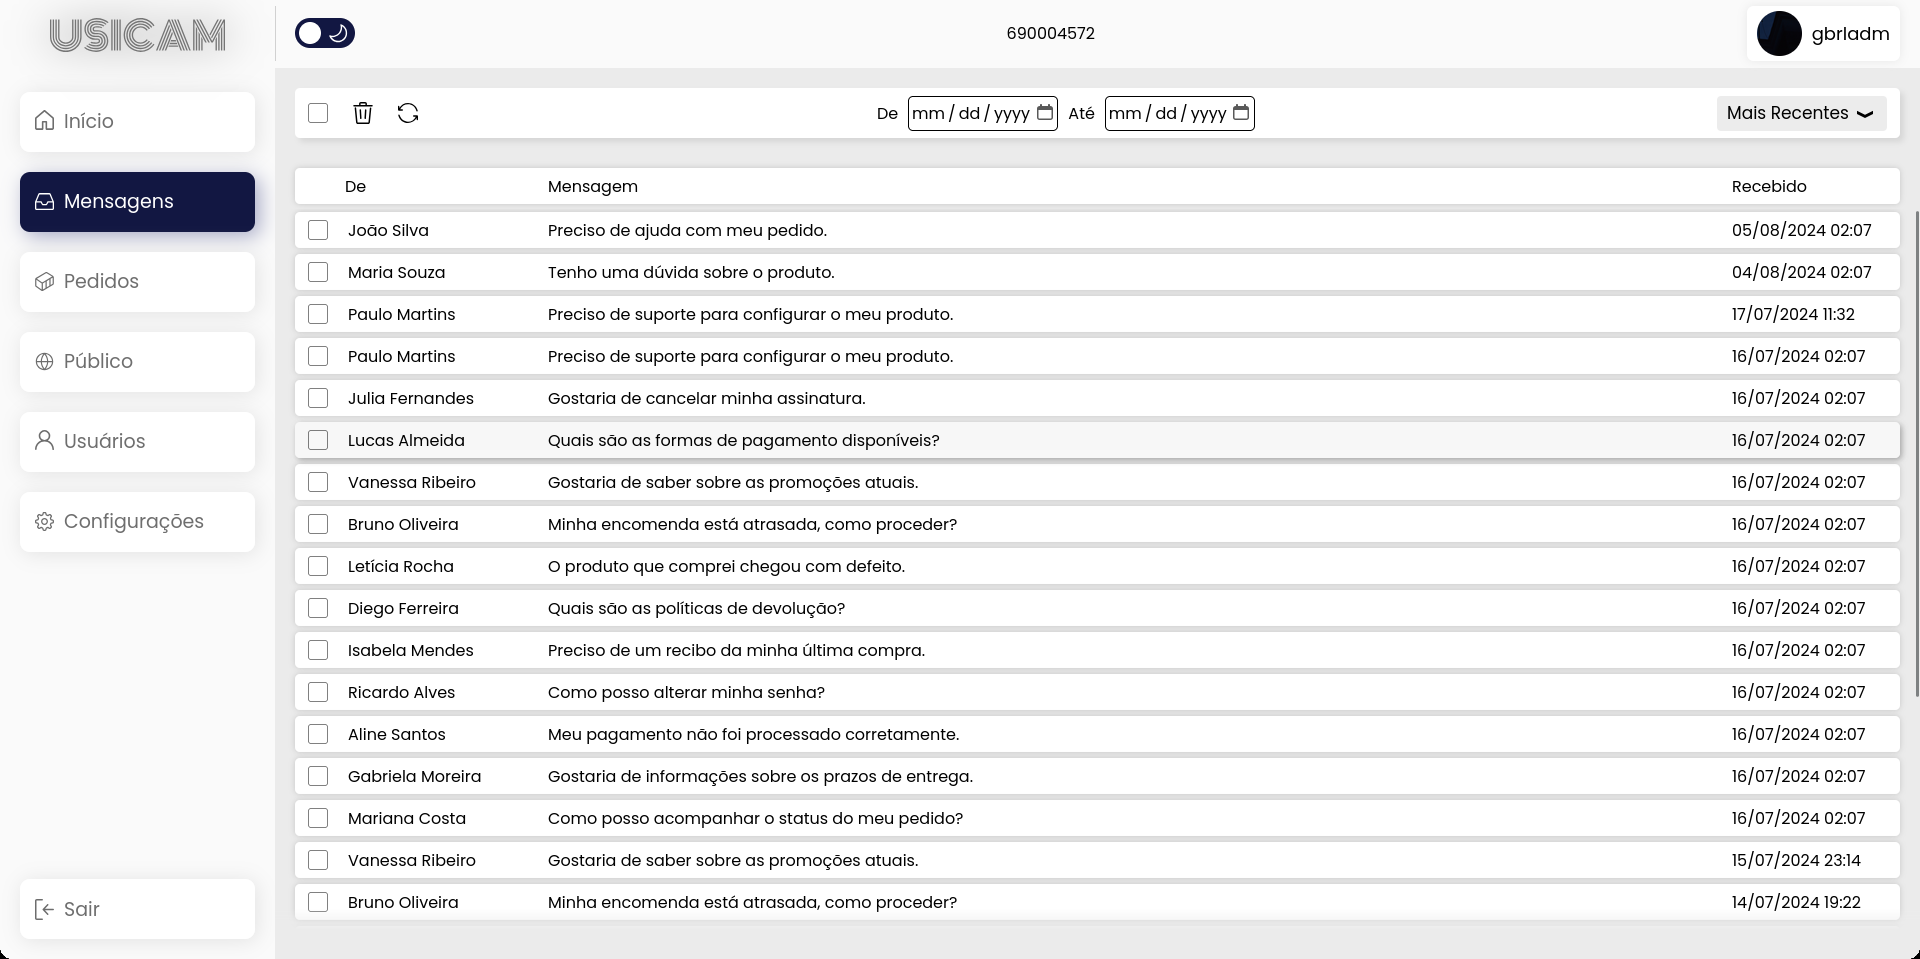 USICAM
690004572
gbrladm
Início
Mensagens
Pedidos
Público
Usuários
Configurações
Sair
De mm/dd/yyyy Até mm/dd/yyyy Mais Recentes
De Mensagem Recebido
João Silva Preciso de ajuda com meu pedido. 05/08/2024 02:07
Maria Souza Tenho uma dúvida sobre o produto. 04/08/2024 02:07
Paulo Martins Preciso de suporte para configurar o meu produto. 17/07/2024 11:32
Paulo Martins Preciso de suporte para configurar o meu produto. 16/07/2024 02:07
Julia Fernandes Gostaria de cancelar minha assinatura. 16/07/2024 02:07
Lucas Almeida Quais são as formas de pagamento disponíveis? 16/07/2024 02:07
Vanessa Ribeiro Gostaria de saber sobre as promoções atuais. 16/07/2024 02:07
Bruno Oliveira Minha encomenda está atrasada, como proceder? 16/07/2024 02:07
Letícia Rocha O produto que comprei chegou com defeito. 16/07/2024 02:07
Diego Ferreira Quais são as políticas de devolução? 16/07/2024 02:07
Isabela Mendes Preciso de um recibo da minha última compra. 16/07/2024 02:07
Ricardo Alves Como posso alterar minha senha? 16/07/2024 02:07
Aline Santos Meu pagamento não foi processado corretamente. 16/07/2024 02:07
Gabriela Moreira Gostaria de informações sobre os prazos de entrega. 16/07/2024 02:07
Mariana Costa Como posso acompanhar o status do meu pedido? 16/07/2024 02:07
Vanessa Ribeiro Gostaria de saber sobre as promoções atuais. 15/07/2024 23:14
Bruno Oliveira Minha encomenda está atrasada, como proceder? 14/07/2024 19:22